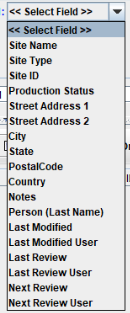 << Select Field >>
<< Select Field >>
Site Name
Site Type
Site ID
Production Status
Street Address 1
Street Address 2
City
State
PostalCode
Country
Notes
Person (Last Name)
Last Modified
Last Modified User
Last Review
Last Review User
Next Review
Next Review User